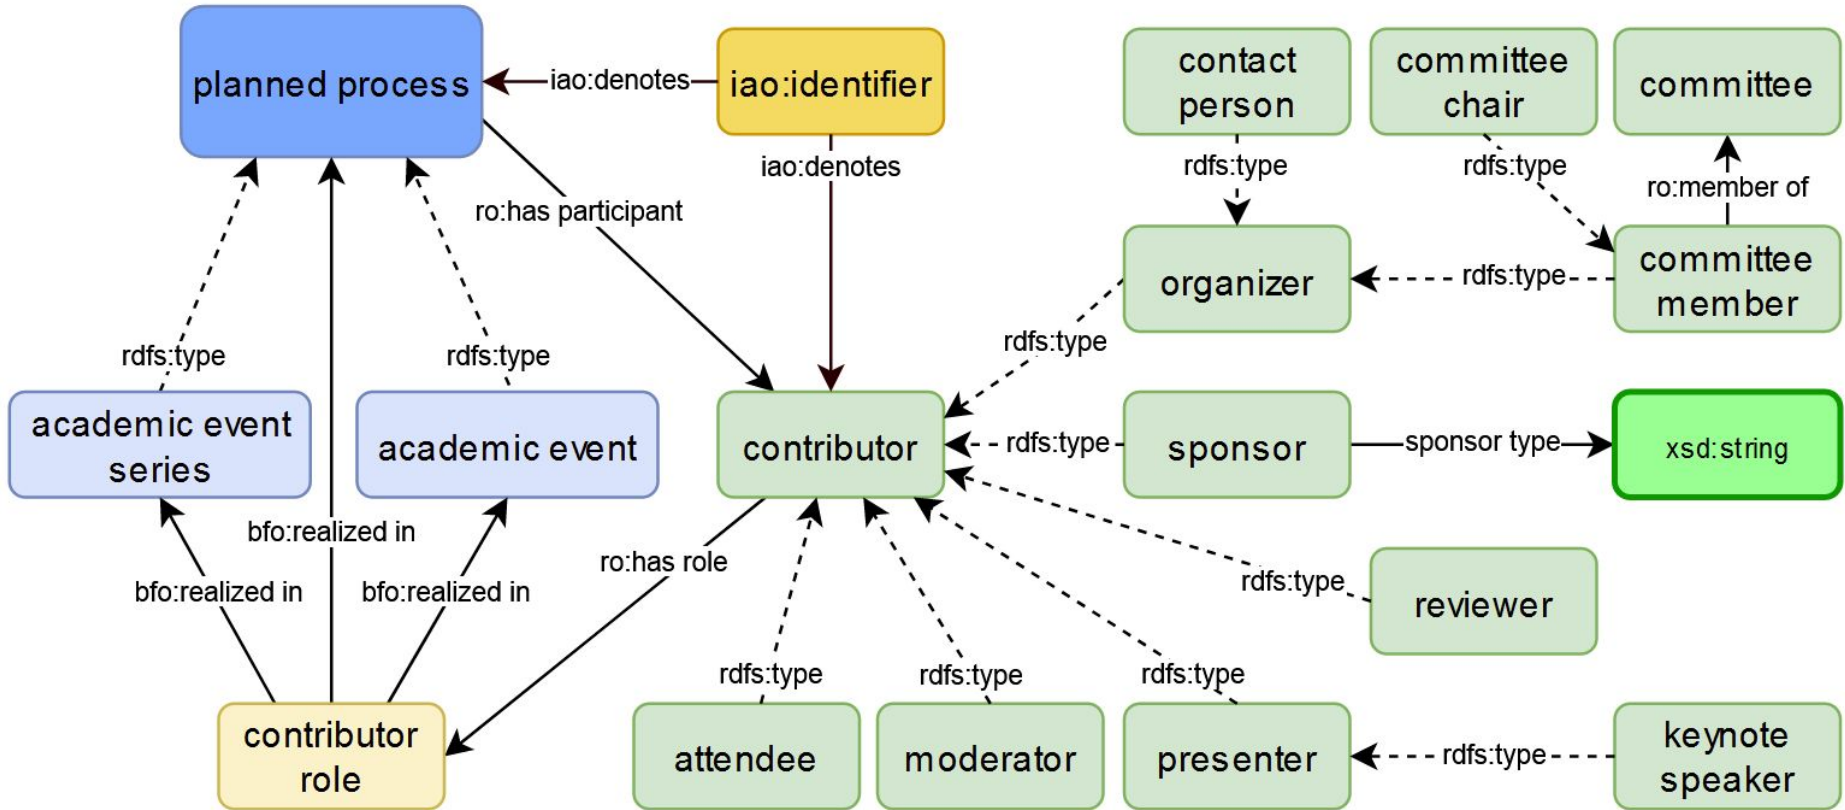 planned process
iao:denotes
iao:identifier
contact
person
committee
chair
committee
iao:denotes
rdfs:type
rdfs:type
ro:member of
ro:has participant
organizer
rdfs:type
committee
member
rdfs:type
rdfs:type
rdfs:type
academic event
series
academic event
contributor
rdfs:type
sponsor
sponsor type
xsd:string
bfo:realized in
ro:has role
bfo:realized in
bfo:realized in
rdfs:type
reviewer
rdfs:type
rdfs:type
rdfs:type
contributor
role
attendee
moderator
presenter
rdfs:type
keynote
speaker